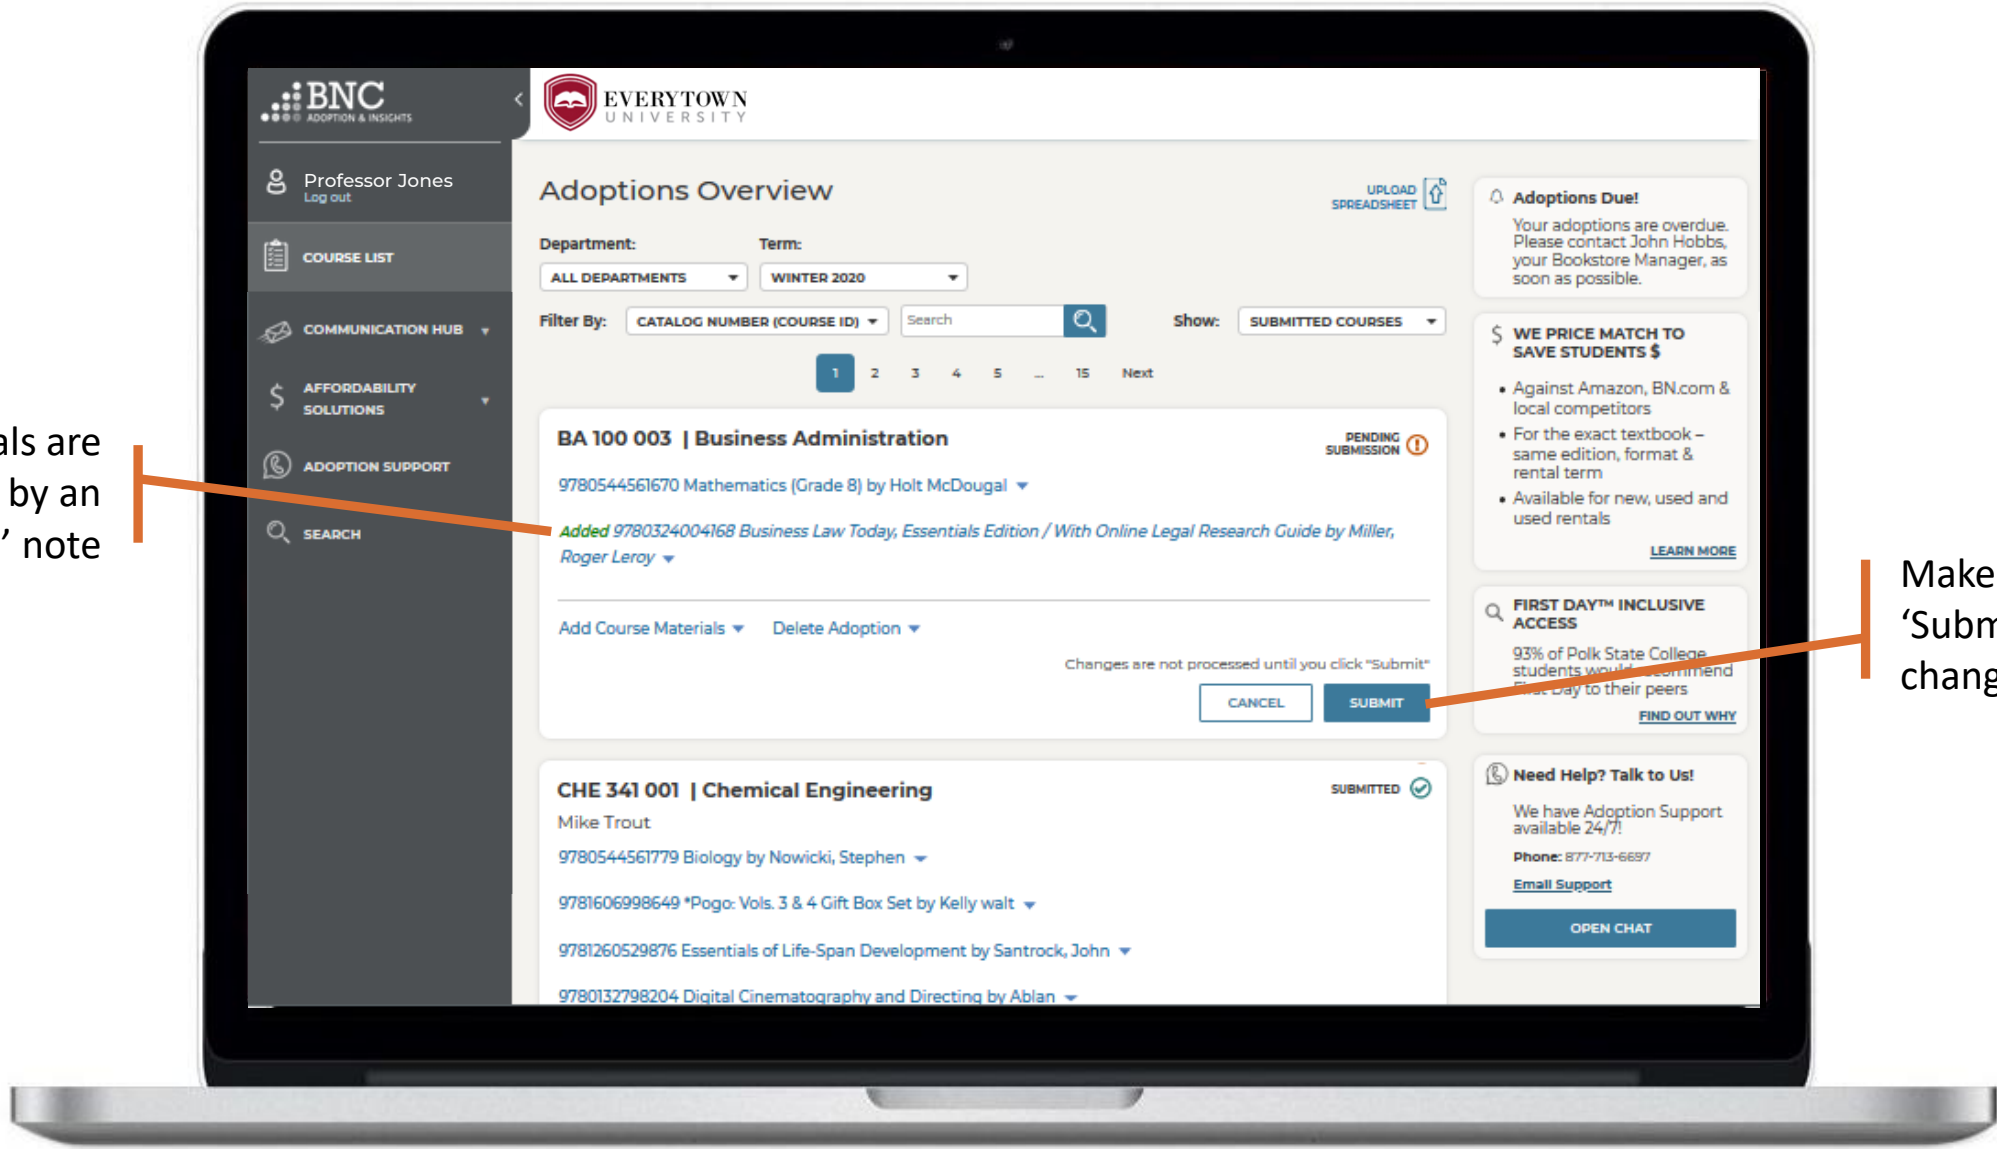 BNC
ADOPTION & INSIGHTS
EVERYTOWN
UNIVERSITY
Professor Jones
Log out
COURSE LIST
COMMUNICATION HUB
AFFORDABILITY
SOLUTIONS
ADOPTION SUPPORT
SEARCH
Adoptions Overview
UPLOAD
SPREADSHEET
Department: Term:
ALL DEPARTMENTS WINTER 2020
Filter By: CATALOG NUMBER (COURSE ID) Search Show: SUBMITTED COURSES
1 2 3 4 5 ... 15 Next
BA 100 003 | Business Administration
PENDING
SUBMISSION
9780544561670 Mathematics (Grade 8) by Holt McDougal
Added 9780324004168 Business Law Today, Essentials Edition / With Online Legal Research Guide by Miller,
Roger Leroy
Add Course Materials Delete Adoption
Changes are not processed until you click "Submit"
CANCEL SUBMIT
CHE 341 001 | Chemical Engineering
SUBMITTED
Mike Trout
9780544561779 Biology by Nowicki, Stephen
9781606998649 *Pogo: Vols. 3 & 4 Gift Box Set by Kelly walt
9781260529876 Essentials of Life-Span Development by Santrock, John
9780132798204 Digital Cinematography and Directing by Ablan
Adoptions Due!
Your adoptions are overdue.
Please contact John Hobbs,
your Bookstore Manager, as
soon as possible.
$ WE PRICE MATCH TO
SAVE STUDENTS $
• Against Amazon, BN.com &
local competitors
• For the exact textbook –
same edition, format &
rental term
• Available for new, used and
used rentals
LEARN MORE
FIRST DAY™ INCLUSIVE
ACCESS
93% of Polk State College
students would recommend
First Day to their peers
FIND OUT WHY
Need Help? Talk to Us!
We have Adoption Support
available 24/7!
Phone: 877-713-6697
Email Support
OPEN CHAT
als are
by an
’ note
Make
‘Subm
chang